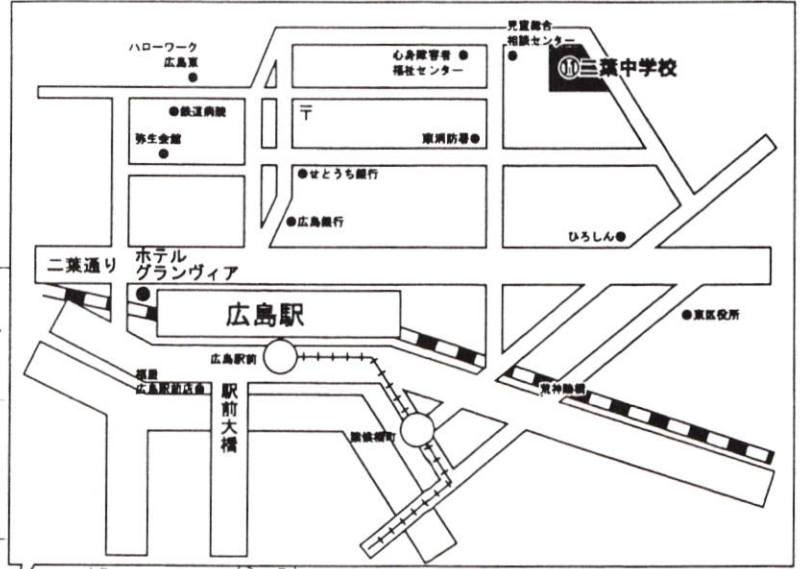 児童総合
相談センター
ハローワーク
広島東
心身障害者
福祉センター
二葉中学校
鉄道病院
〒
弥生会館
東消防署
せとうち銀行
広島銀行
ひろしん
二葉通り
ホテル
グランヴィア
広島駅
東区役所
広島駅前
福屋
広島駅前店舗
荒神陸橋
駅前大橋
猿猴橋町